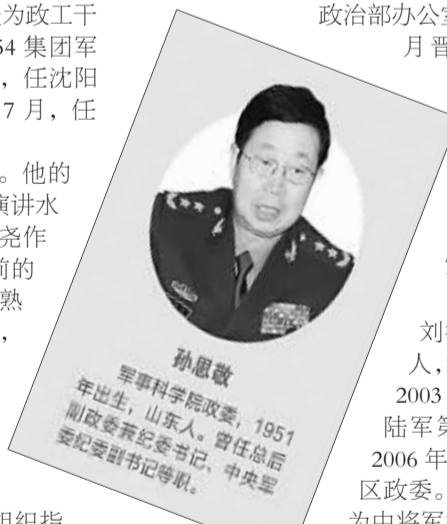 为政工干
54 集团军
，任沈阳
7 月，任
。他的
演讲水
尧作
前的
熟
，
组织指
孙思敬
军事科学院政委，1951
年出生，山东人。曾任总后
副政委兼纪委书记、中央军
委纪委副书记等职。
政治部办公室
月晋
刘
人，
2003
陆军第
2006 年
区政委。
为中将军